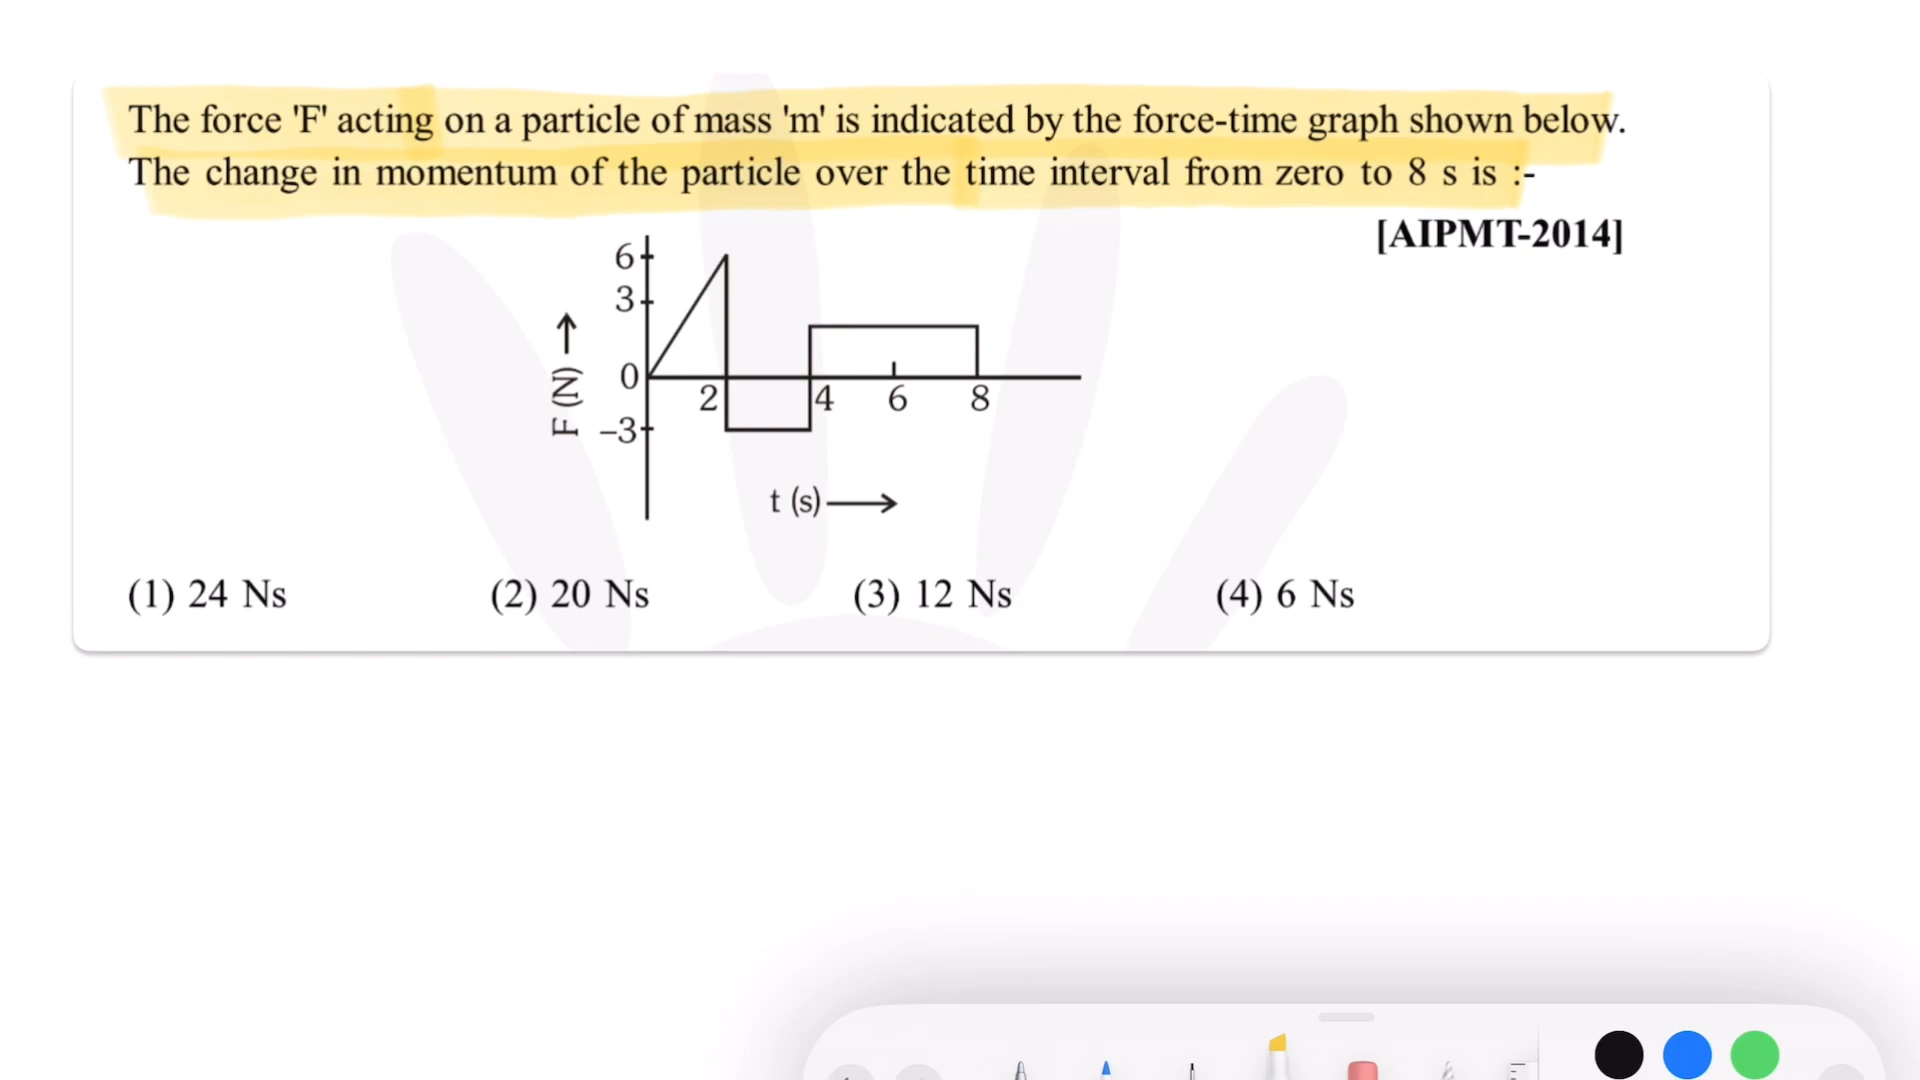 The force 'F' acting on a particle of mass 'm' is indicated by the force-time graph shown below.
The change in momentum of the particle over the time interval from zero to 8 s is :-
[AIPMT-2014]
6
3
0
–3
F (N)
2
4
6
8
t (s)
(1) 24 Ns (2) 20 Ns (3) 12 Ns (4) 6 Ns